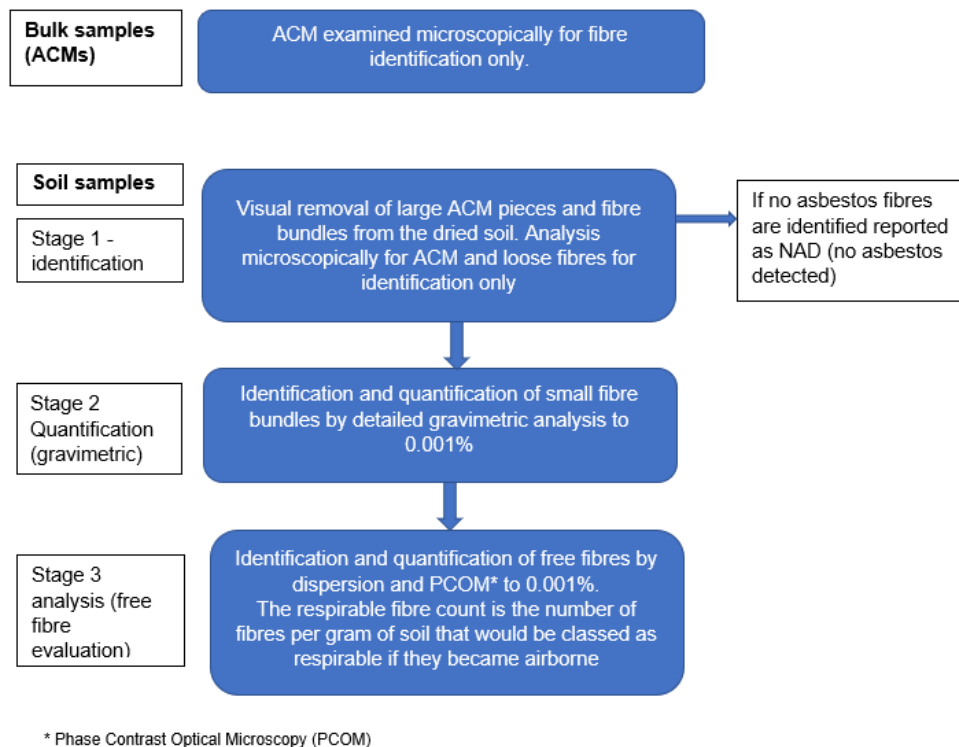 Bulk samples
(ACMs)
ACM examined microscopically for fibre
identification only.
Soil samples
Stage 1 -
identification
Visual removal of large ACM pieces and fibre
bundles from the dried soil. Analysis
microscopically for ACM and loose fibres for
identification only
If no asbestos fibres
are identified reported
as NAD (no asbestos
detected)
Stage 2
Quantification
(gravimetric)
Identification and quantification of small fibre
bundles by detailed gravimetric analysis to
0.001%
Stage 3
analysis (free
fibre
evaluation)
Identification and quantification of free fibres by
dispersion and PCOM* to 0.001%.
The respirable fibre count is the number of
fibres per gram of soil that would be classed as
respirable if they became airborne
* Phase Contrast Optical Microscopy (PCOM)